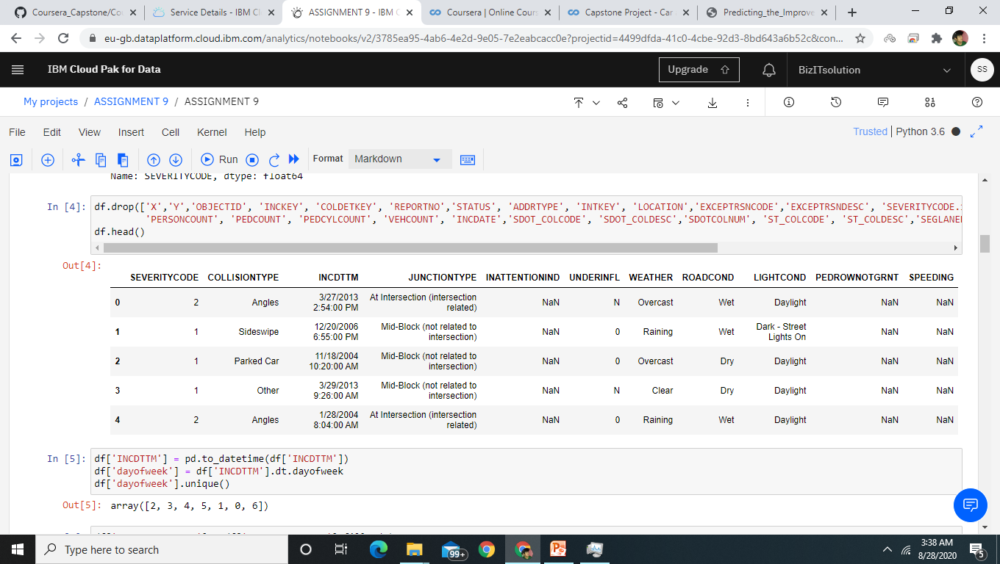 Coursera_Capstone/Co
Service Details - IBM Cl
ASSIGNMENT 9 - IBM C
Coursera | Online Cours
Capstone Project - Car
Predicting_the_Improve
eu-gb.dataplatform.cloud.ibm.com/analytics/notebooks/v2/3785ea95-4ab6-4e2d-9e05-7e2eabcacc0e?projectid=4499dfda-41c0-4cbe-92d3-8bd643a6b52c&con...
IBM Cloud Pak for Data
Upgrade
BizITsolution
SS
My projects / ASSIGNMENT 9 / ASSIGNMENT 9
File Edit View Insert Cell Kernel Help
Trusted | Python 3.6
Run
Format
Markdown
Name: SEVERITYCODE, dtype: float64
In [4]: df.drop(['X','Y','OBJECTID', 'INCKEY', 'COLDETKEY', 'REPORTNO','STATUS', 'ADDRTYPE', 'INTKEY', 'LOCATION','EXCEPTRSNCODE','EXCEPTRSNDESC', 'SEVERITYCODE.
'PERSONCOUNT', 'PEDCOUNT', 'PEDCYLCOUNT', 'VEHCOUNT', 'INCDATE','SDOT_COLCODE', 'SDOT_COLDESC','SDOTCOLNUM', 'ST_COLCODE', 'ST_COLDESC','SEGLANE
df.head()
Out[4]:
SEVERITYCODE COLLISIONTYPE INCDTTM JUNCTIONTYPE INATTENTIONIND UNDERINFL WEATHER ROADCOND LIGHTCOND PEDROWNOTGRNT SPEEDING
0 2 Angles 3/27/2013 2:54:00 PM At Intersection (intersection related) NaN N Overcast Wet Daylight NaN NaN
1 1 Sideswipe 12/20/2006 6:55:00 PM Mid-Block (not related to intersection) NaN 0 Raining Wet Dark - Street Lights On NaN NaN
2 1 Parked Car 11/18/2004 10:20:00 AM Mid-Block (not related to intersection) NaN 0 Overcast Dry Daylight NaN NaN
3 1 Other 3/29/2013 9:26:00 AM Mid-Block (not related to intersection) NaN N Clear Dry Daylight NaN NaN
4 2 Angles 1/28/2004 8:04:00 AM At Intersection (intersection related) NaN 0 Raining Wet Daylight NaN NaN
In [5]: df['INCDTTM'] = pd.to_datetime(df['INCDTTM'])
df['dayofweek'] = df['INCDTTM'].dt.dayofweek
df['dayofweek'].unique()
Out[5]: array([2, 3, 4, 5, 1, 0, 6])
Type here to search
99+
3:38 AM
8/28/2020
5